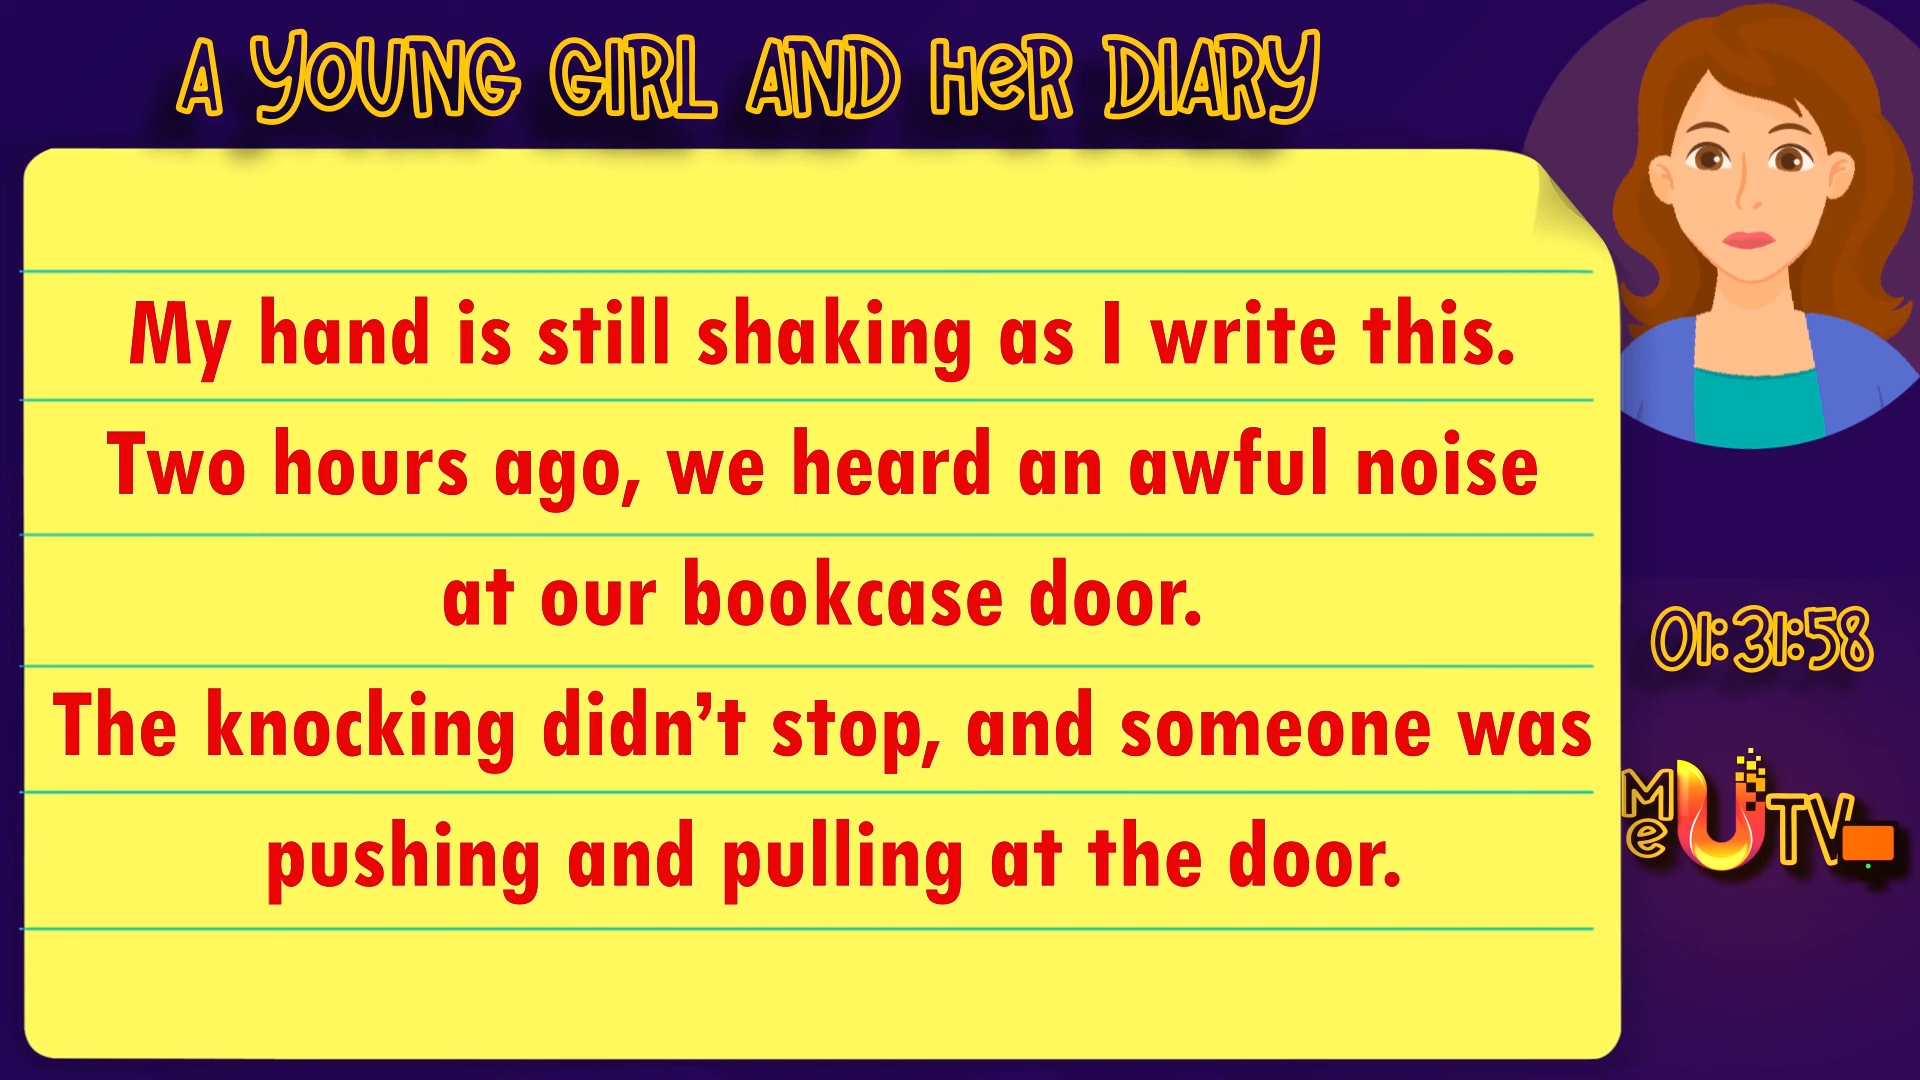 A YOUNG GIRL AND HeR DIARY
My hand is still shaking as I write this.
Two hours ago, we heard an awful noise
at our bookcase door.
The knocking didn’t stop, and someone was
pushing and pulling at the door.
01:31:58
Me U TV